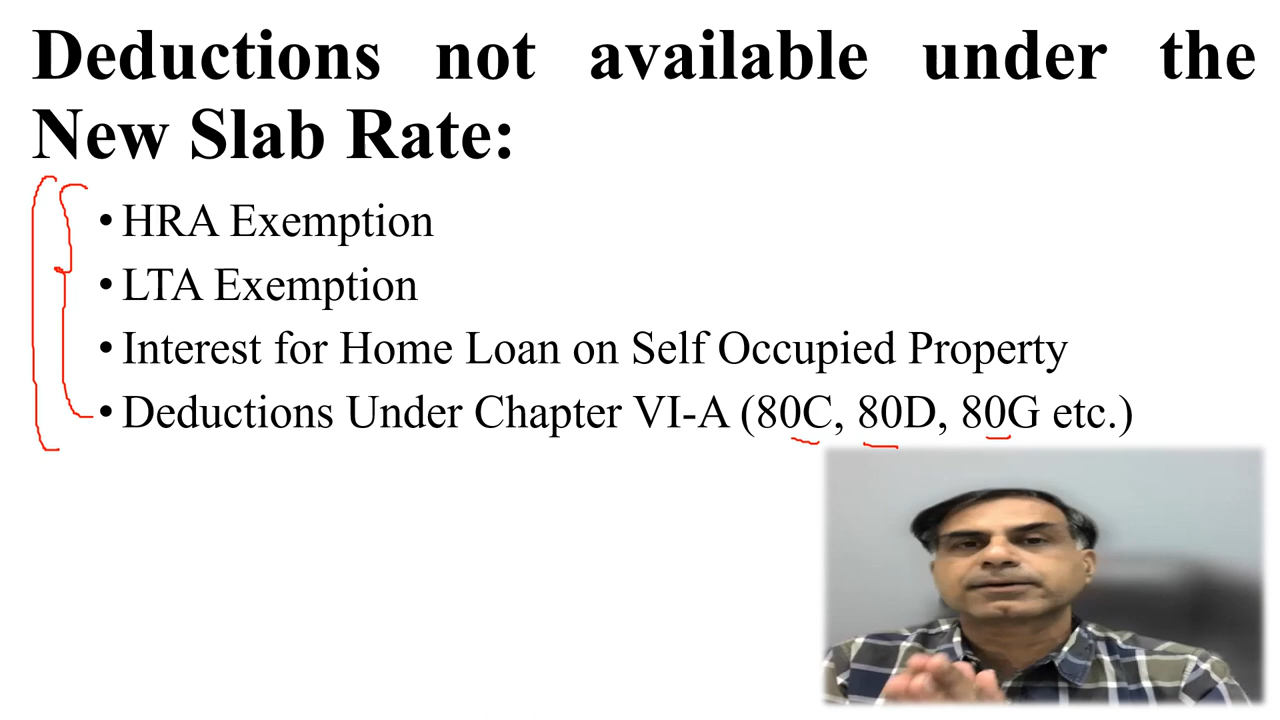 Deductions not available under the
New Slab Rate:
• HRA Exemption
• LTA Exemption
• Interest for Home Loan on Self Occupied Property
• Deductions Under Chapter VI-A (80C, 80D, 80G etc.)